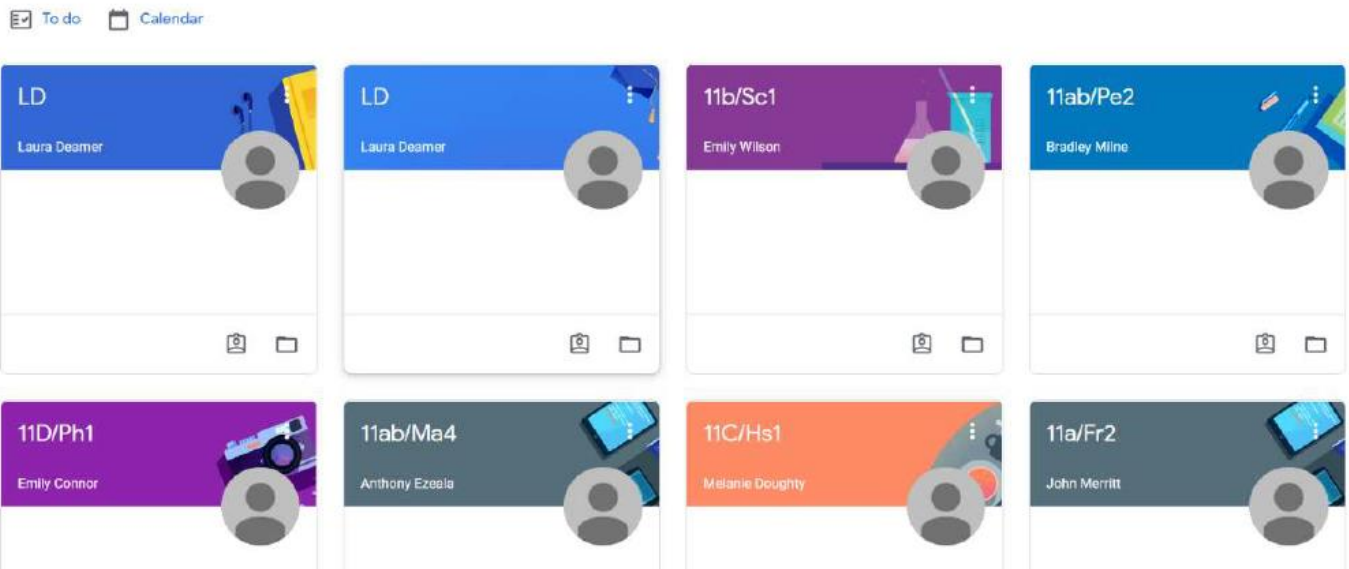 To do Calendar
LD
Laura Deamer
LD
Laura Deamer
11b/Sc1
Emily Wilson
11ab/Pe2
Bradley Milne
11D/Ph1
Emily Connor
11ab/Ma4
Anthony Ezeala
11C/Hs1
Melanie Doughty
11a/Fr2
John Merritt